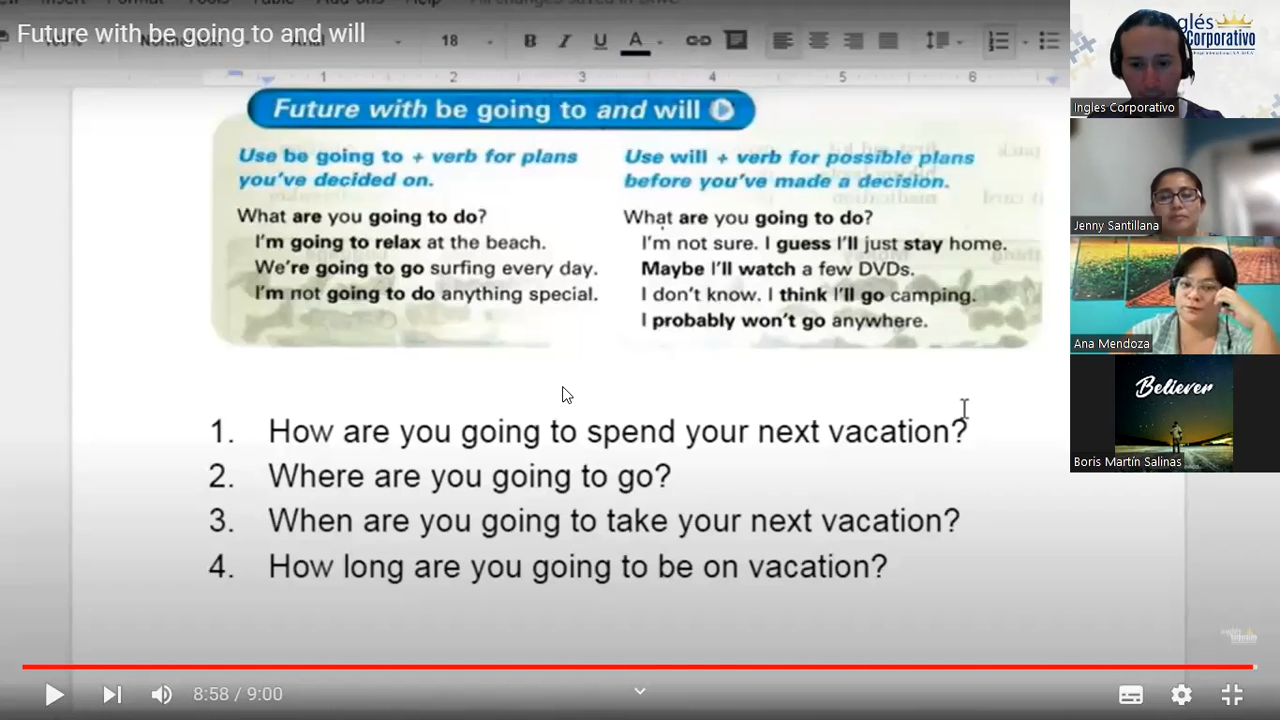 Future with be going to and will
18
B I U A
1 2 3 4 5 6
Future with be going to and will
Use be going to + verb for plans
you've decided on.
What are you going to do?
I'm going to relax at the beach.
We're going to go surfing every day.
I'm not going to do anything special.
Use will + verb for possible plans
before you've made a decision.
What are you going to do?
I'm not sure. I guess I'll just stay home.
Maybe I'll watch a few DVDs.
I don't know. I think I'll go camping.
I probably won't go anywhere.
1. How are you going to spend your next vacation?
2. Where are you going to go?
3. When are you going to take your next vacation?
4. How long are you going to be on vacation?
8:58 / 9:00
Ingles Corporativo
Jenny Santillana
Ana Mendoza
Believer
Boris Martín Salinas